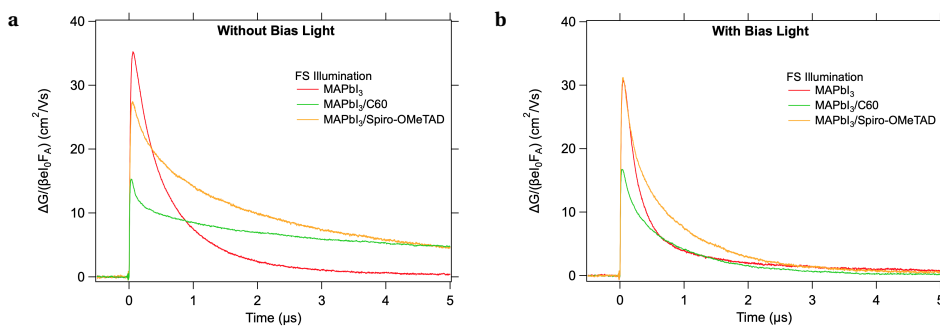 a
Without Bias Light
FS Illumination
MAPbI₃
MAPbI₃/C60
MAPbI₃/Spiro-OMeTAD
ΔG/(βeI₀F_A) (cm²/Vs)
40
30
20
10
0
0 1 2 3 4 5
Time (μs)
b
With Bias Light
FS Illumination
MAPbI₃
MAPbI₃/C60
MAPbI₃/Spiro-OMeTAD
ΔG/(βeI₀F_A) (cm²/Vs)
40
30
20
10
0
0 1 2 3 4 5
Time (μs)